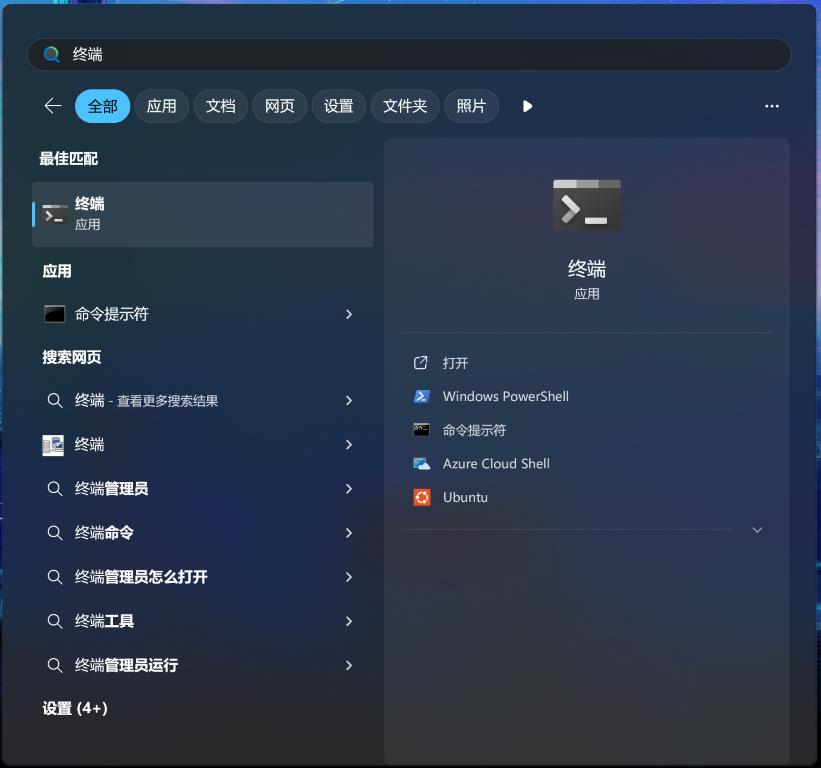 终端
全部 应用 文档 网页 设置 文件夹 照片
最佳匹配
终端
应用
应用
命令提示符
搜索网页
终端 - 查看更多搜索结果
终端
终端管理员
终端命令
终端管理员怎么打开
终端工具
终端管理员运行
设置 (4+)
终端
应用
打开
Windows PowerShell
命令提示符
Azure Cloud Shell
Ubuntu